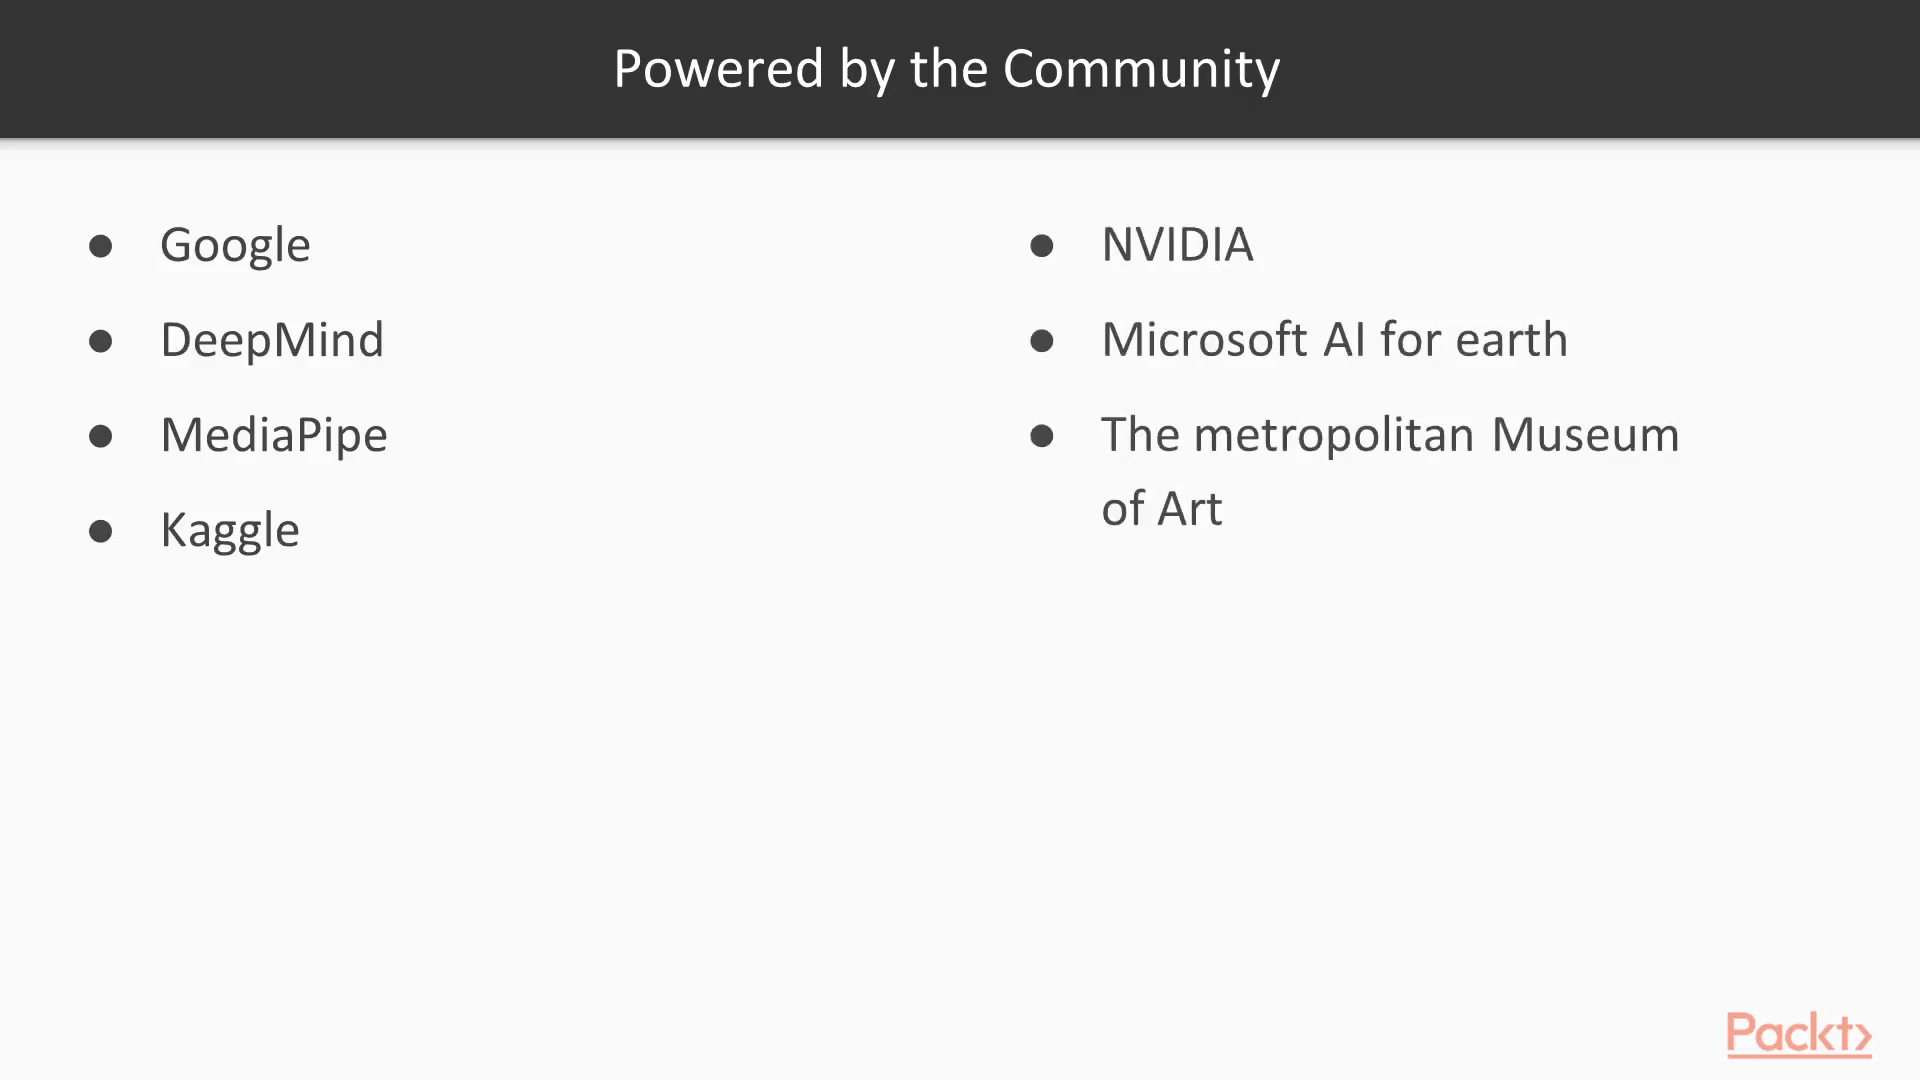 Powered by the Community
● Google
● DeepMind
● MediaPipe
● Kaggle
● NVIDIA
● Microsoft AI for earth
● The metropolitan Museum
of Art
Packt>